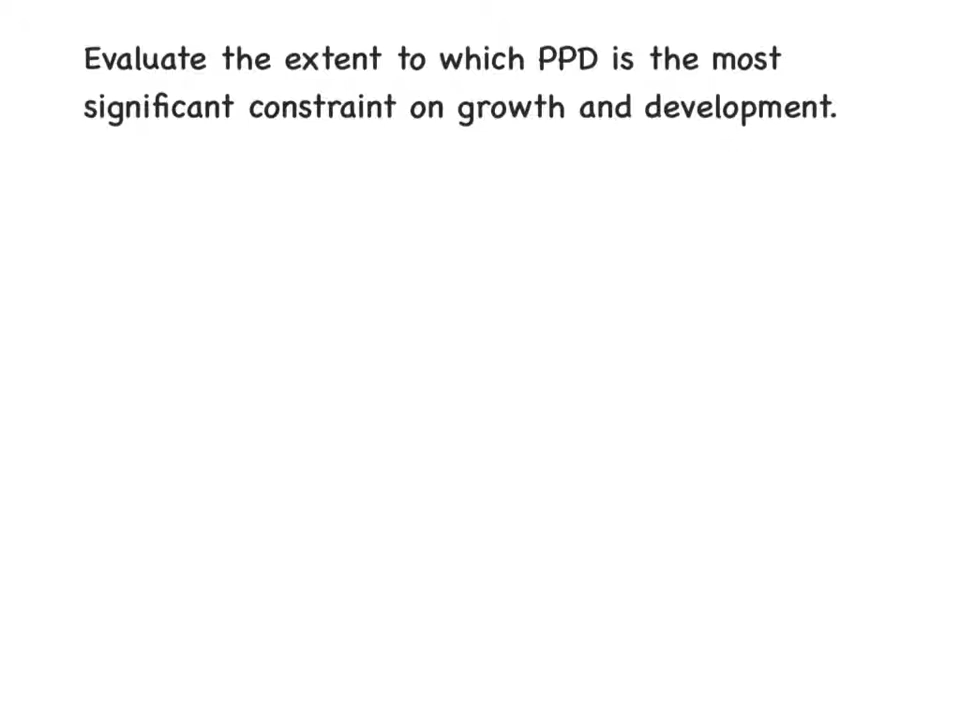 Evaluate the extent to which PPD is the most
significant constraint on growth and development.